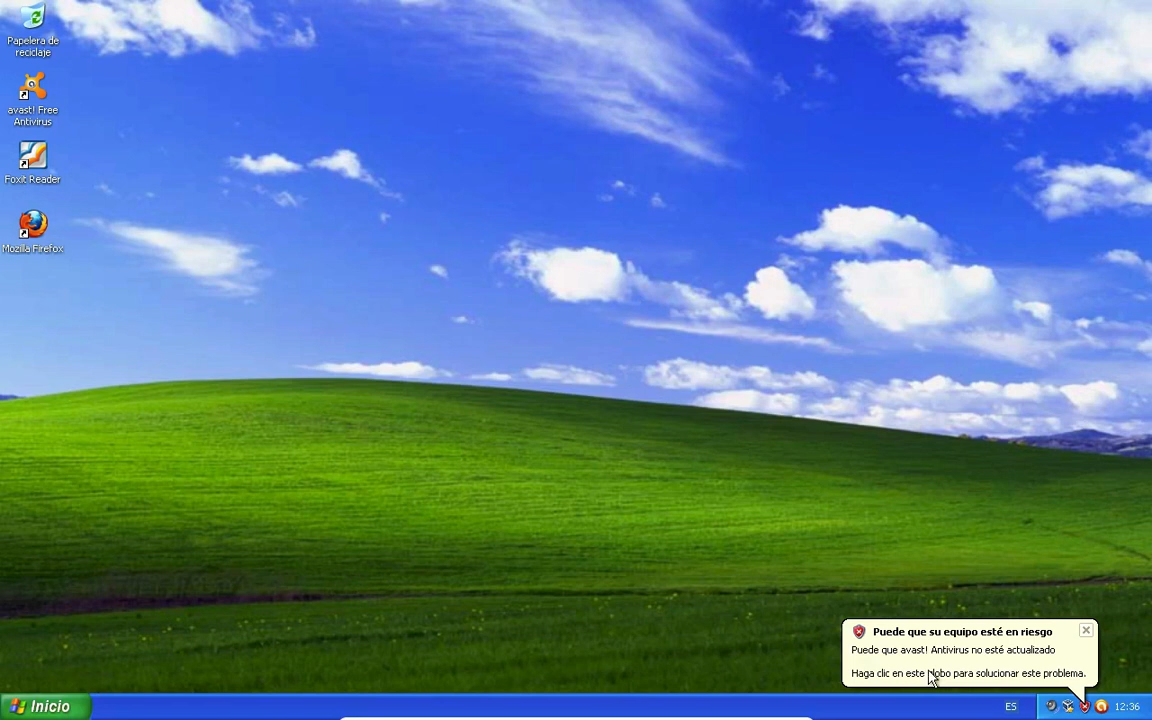 Papelera de
reciclaje
avast! Free
Antivirus
Foxit Reader
Mozilla Firefox
Puede que su equipo esté en riesgo
Puede que avast! Antivirus no esté actualizado
Haga clic en este globo para solucionar este problema.
Inicio
ES
12:36